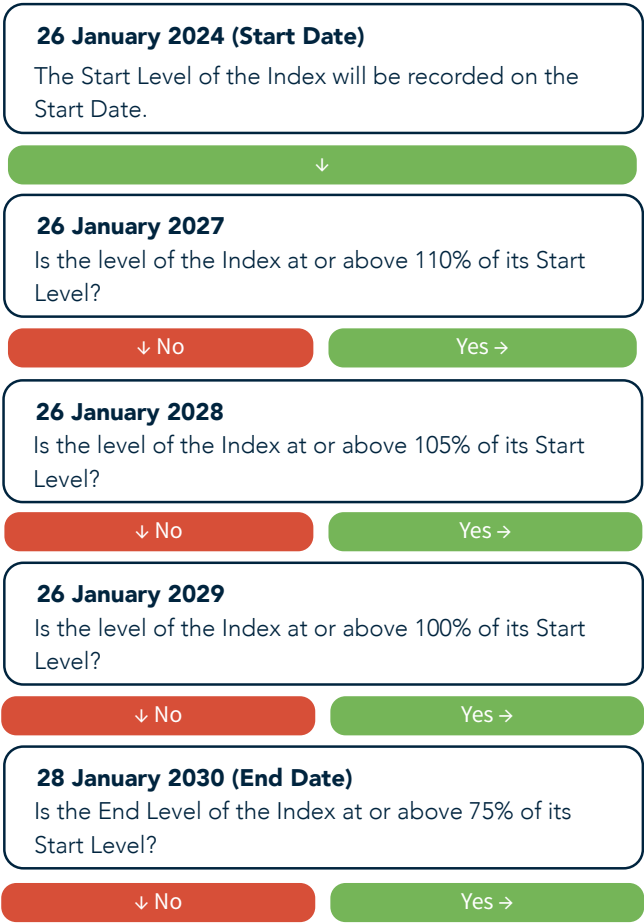 26 January 2024 (Start Date)
The Start Level of the Index will be recorded on the
Start Date.
↓
26 January 2027
Is the level of the Index at or above 110% of its Start
Level?
↓ No
Yes →
26 January 2028
Is the level of the Index at or above 105% of its Start
Level?
↓ No
Yes →
26 January 2029
Is the level of the Index at or above 100% of its Start
Level?
↓ No
Yes →
28 January 2030 (End Date)
Is the End Level of the Index at or above 75% of its
Start Level?
↓ No
Yes →